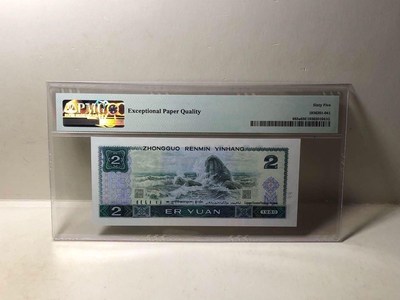 PMG
Exceptional Paper Quality
Sixty Five
ZHONGGUO RENMIN YINHANG
2
2
2
ER YUAN
1980